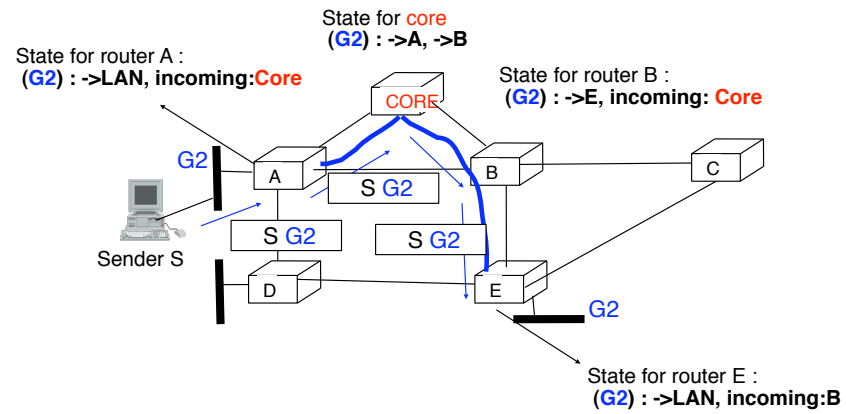 State for core
(G2) : ->A, ->B
State for router A :
(G2) : ->LAN, incoming:Core
State for router B :
(G2) : ->E, incoming: Core
CORE
G2
A
B
C
S G2
Sender S
S G2
S G2
D
E
G2
State for router E :
(G2) : ->LAN, incoming:B